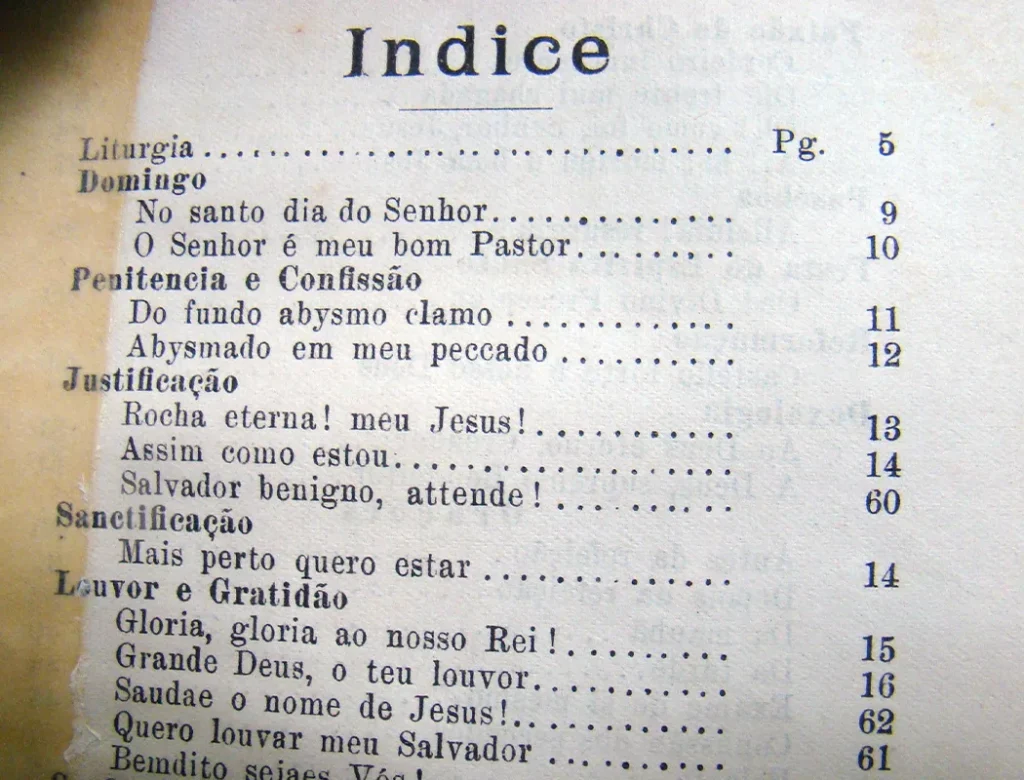 Indice
Liturgia ........ Pg. 5
Domingo
No santo dia do Senhor........ 9
O Senhor é meu bom Pastor........ 10
Penitencia e Confissão
Do fundo abysmo clamo ........ 11
Abysmado em meu peccado ........ 12
Justificação
Rocha eterna! meu Jesus!........ 13
Assim como estou........ 14
Salvador benigno, attende! ........ 60
Sanctificação
Mais perto quero estar ........ 14
Louvor e Gratidão
Gloria, gloria ao nosso Rei!........ 15
Grande Deus, o teu louvor........ 16
Saudae o nome de Jesus!........ 62
Quero louvar meu Salvador ........ 61
Bemdito sejaes Vós!